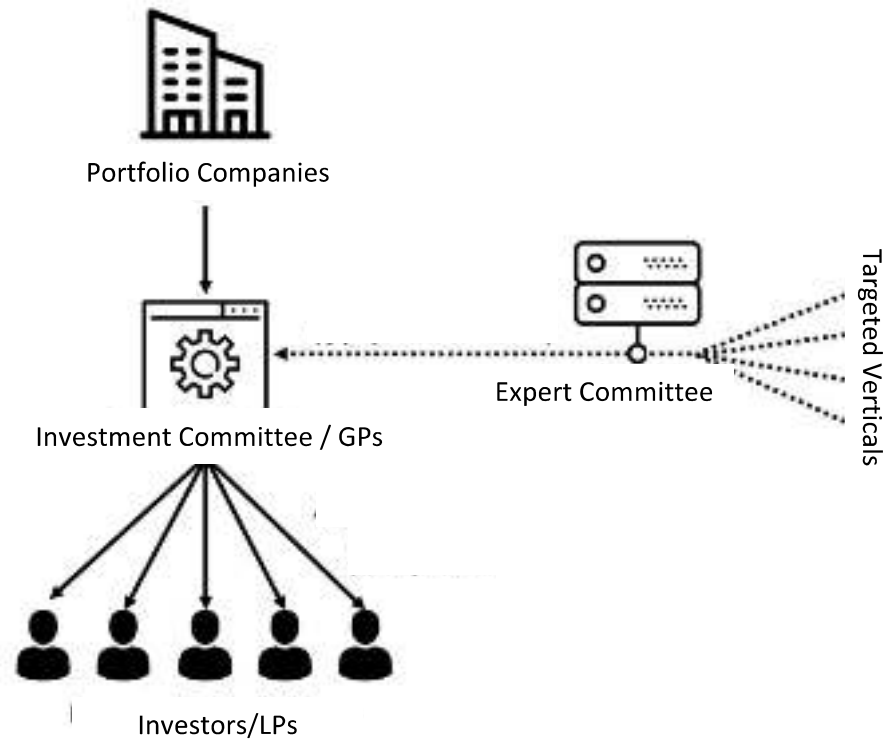 Portfolio Companies
Targeted Verticals
Expert Committee
Investment Committee / GPs
Investors/LPs